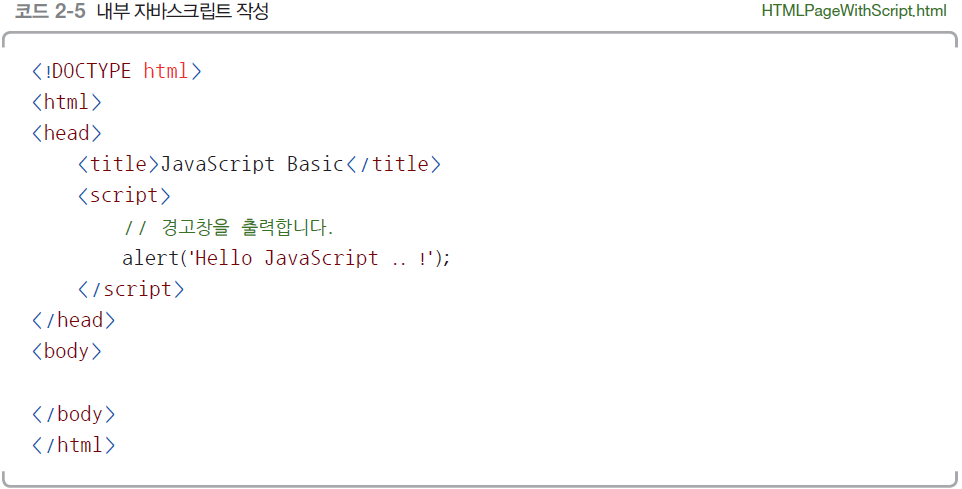 코드 2-5 내부 자바스크립트 작성 HTMLPageWithScript.html
<!DOCTYPE html>
<html>
<head>
    <title>JavaScript Basic</title>
    <script>
        // 경고창을 출력합니다.
        alert('Hello JavaScript .. !');
    </script>
</head>
<body>

</body>
</html>